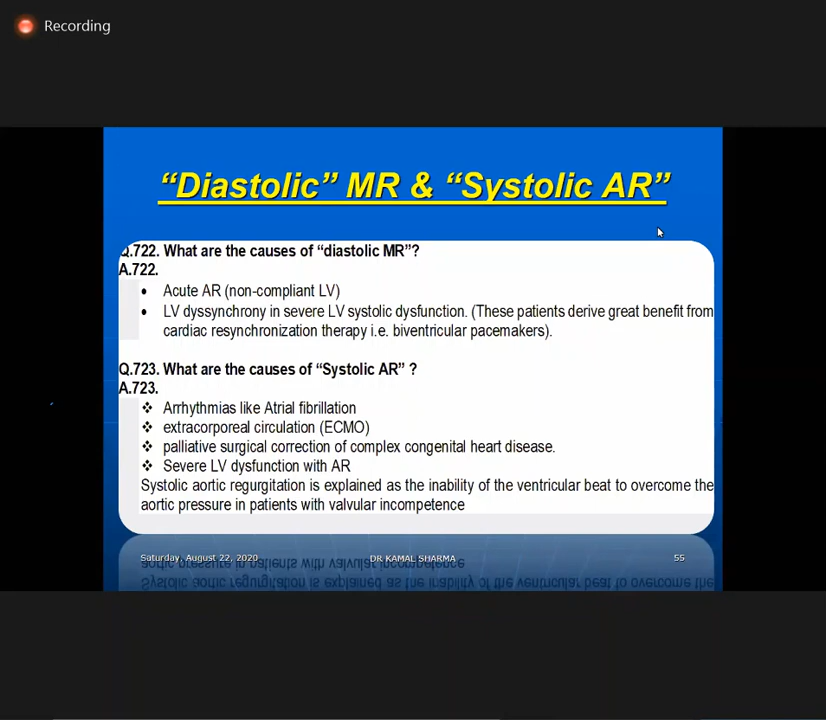 Recording
“Diastolic” MR & “Systolic AR”
Q.722. What are the causes of “diastolic MR”?
A.722.
• Acute AR (non-compliant LV)
• LV dyssynchrony in severe LV systolic dysfunction. (These patients derive great benefit from
cardiac resynchronization therapy i.e. biventricular pacemakers).
Q.723. What are the causes of “Systolic AR” ?
A.723.
❖ Arrhythmias like Atrial fibrillation
❖ extracorporeal circulation (ECMO)
❖ palliative surgical correction of complex congenital heart disease.
❖ Severe LV dysfunction with AR
Systolic aortic regurgitation is explained as the inability of the ventricular beat to overcome the
aortic pressure in patients with valvular incompetence
Saturday, August 22, 2020 DR KAMAL SHARMA 55